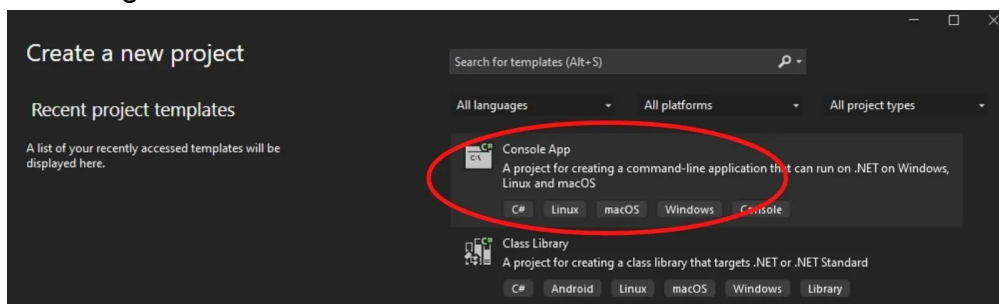 Create a new project
Search for templates (Alt+S)
Recent project templates
All languages
All platforms
All project types
A list of your recently accessed templates will be
displayed here.
C#
C:\
Console App
A project for creating a command-line application that can run on .NET on Windows,
Linux and macOS
C# Linux macOS Windows Console
C#
Class Library
A project for creating a class library that targets .NET or .NET Standard
C# Android Linux macOS Windows Library